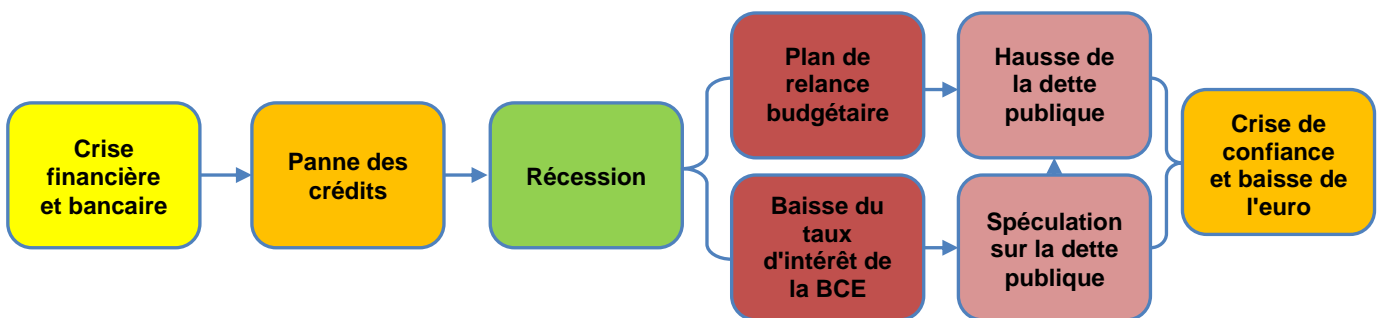 Crise
financière
et bancaire
Panne des
crédits
Récession
Plan de
relance
budgétaire
Hausse de
la dette
publique
Baisse du
taux
d'intérêt de
la BCE
Spéculation
sur la dette
publique
Crise de
confiance
et baisse de
l'euro